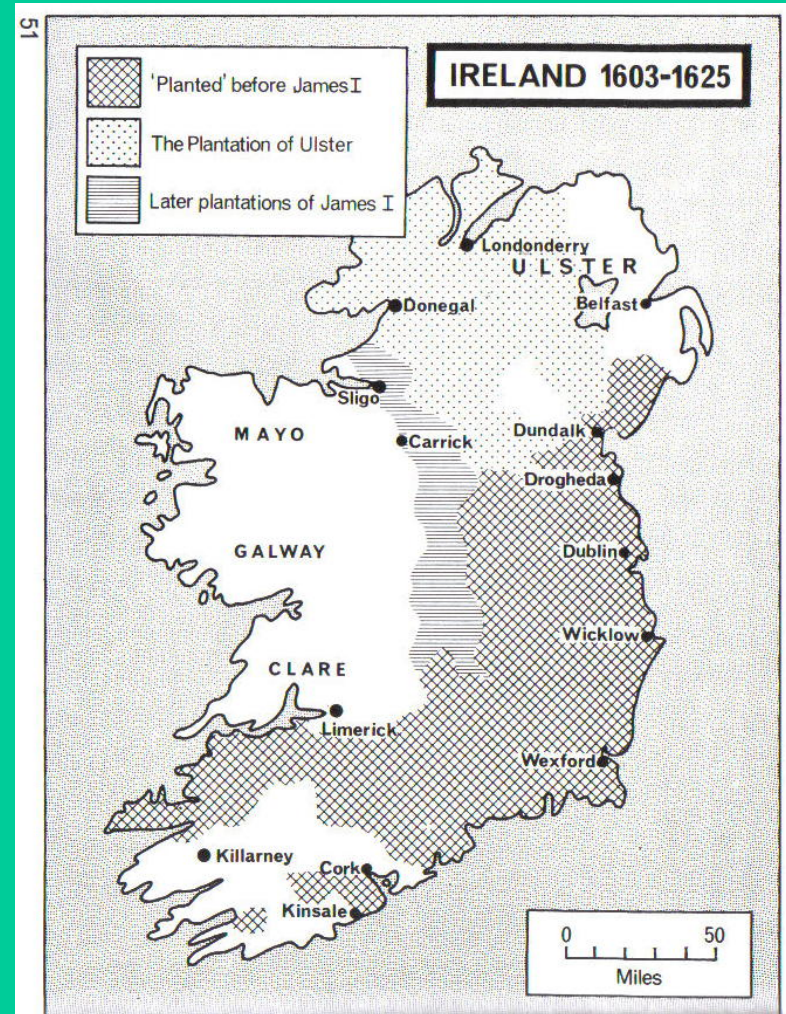 51
IRELAND 1603-1625
'Planted' before James I
The Plantation of Ulster
Later plantations of James I
Londonderry
ULSTER
Donegal
Belfast
Sligo
MAYO
Carrick
Dundalk
Drogheda
GALWAY
Dublin
Wicklow
CLARE
Limerick
Wexford
Killarney
Cork
Kinsale
0 50
Miles